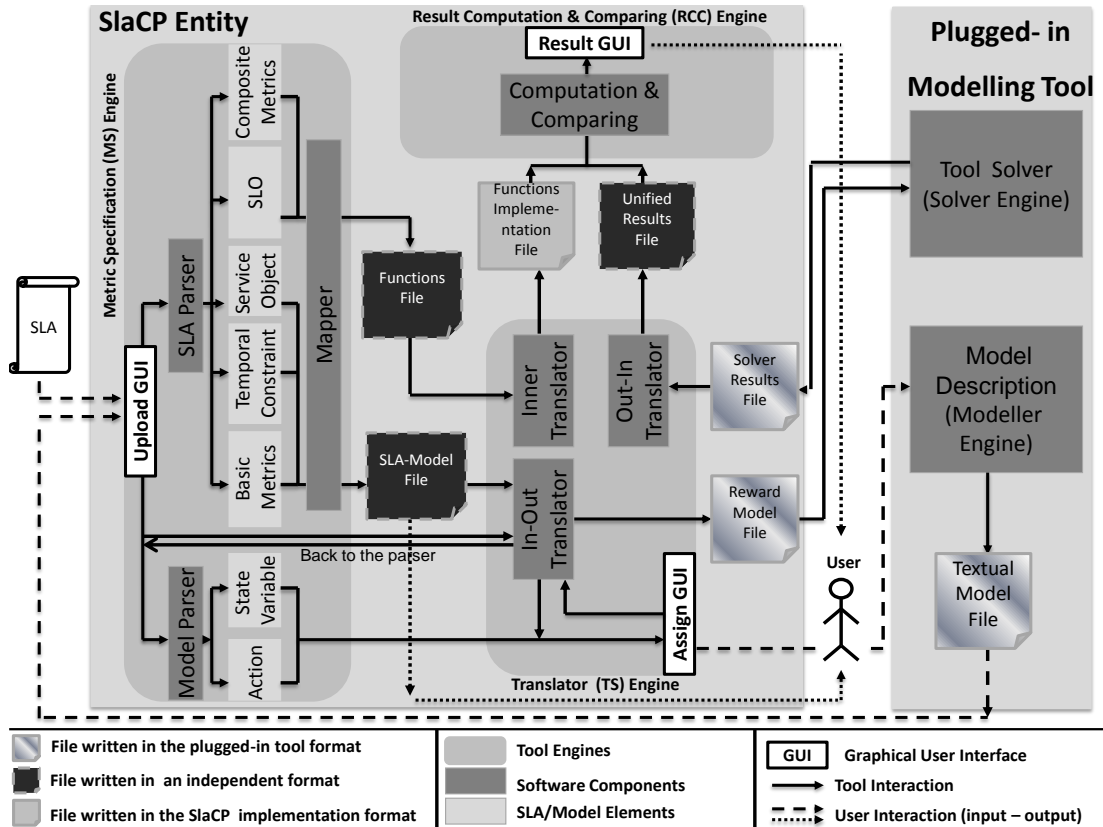 SlaCP Entity
Result Computation & Comparing (RCC) Engine
Result GUI
Computation &
Comparing
Plugged- in
Modelling Tool
Tool Solver
(Solver Engine)
Metric Specification (MS) Engine
Composite
Metrics
SLO
Service
Object
Temporal
Constraint
Basic
Metrics
SLA Parser
Mapper
Functions
File
Functions
Impleme-
ntation
File
Unified
Results
File
SLA
Upload GUI
Inner
Translator
Out-In
Translator
Solver
Results
File
Model
Description
(Modeller
Engine)
SLA-Model
File
In-Out
Translator
Reward
Model
File
Back to the parser
Model Parser
State
Variable
Action
Assign GUI
User
Textual
Model
File
Translator (TS) Engine
File written in the plugged-in tool format
File written in an independent format
File written in the SlaCP implementation format
Tool Engines
Software Components
SLA/Model Elements
GUI
Graphical User Interface
Tool Interaction
User Interaction (input – output)